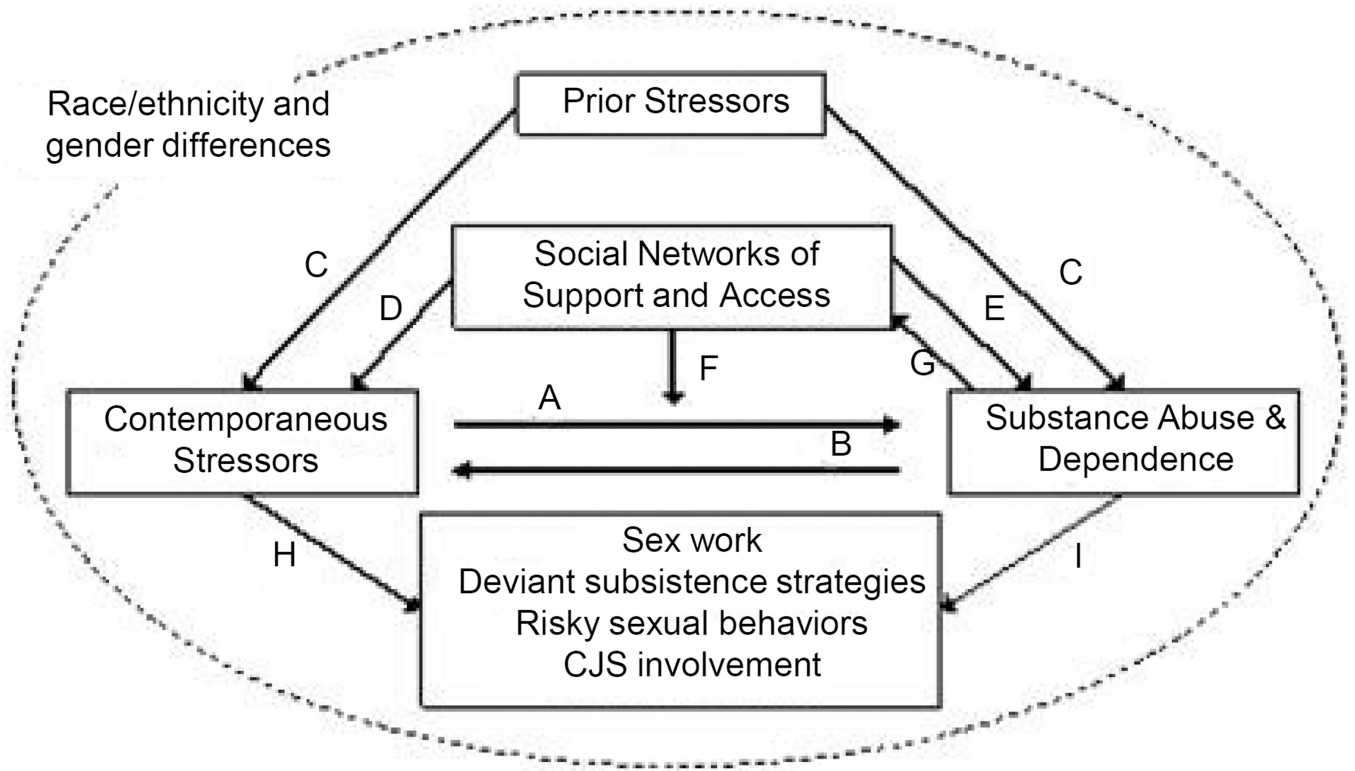 Race/ethnicity and
gender differences
Prior Stressors
Social Networks of
Support and Access
C
D
E
C
F
G
A
B
Contemporaneous
Stressors
Substance Abuse &
Dependence
H
I
Sex work
Deviant subsistence strategies
Risky sexual behaviors
CJS involvement